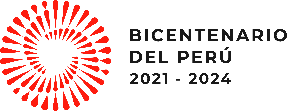 BICENTENARIO
DEL PERÚ
2021 - 2024